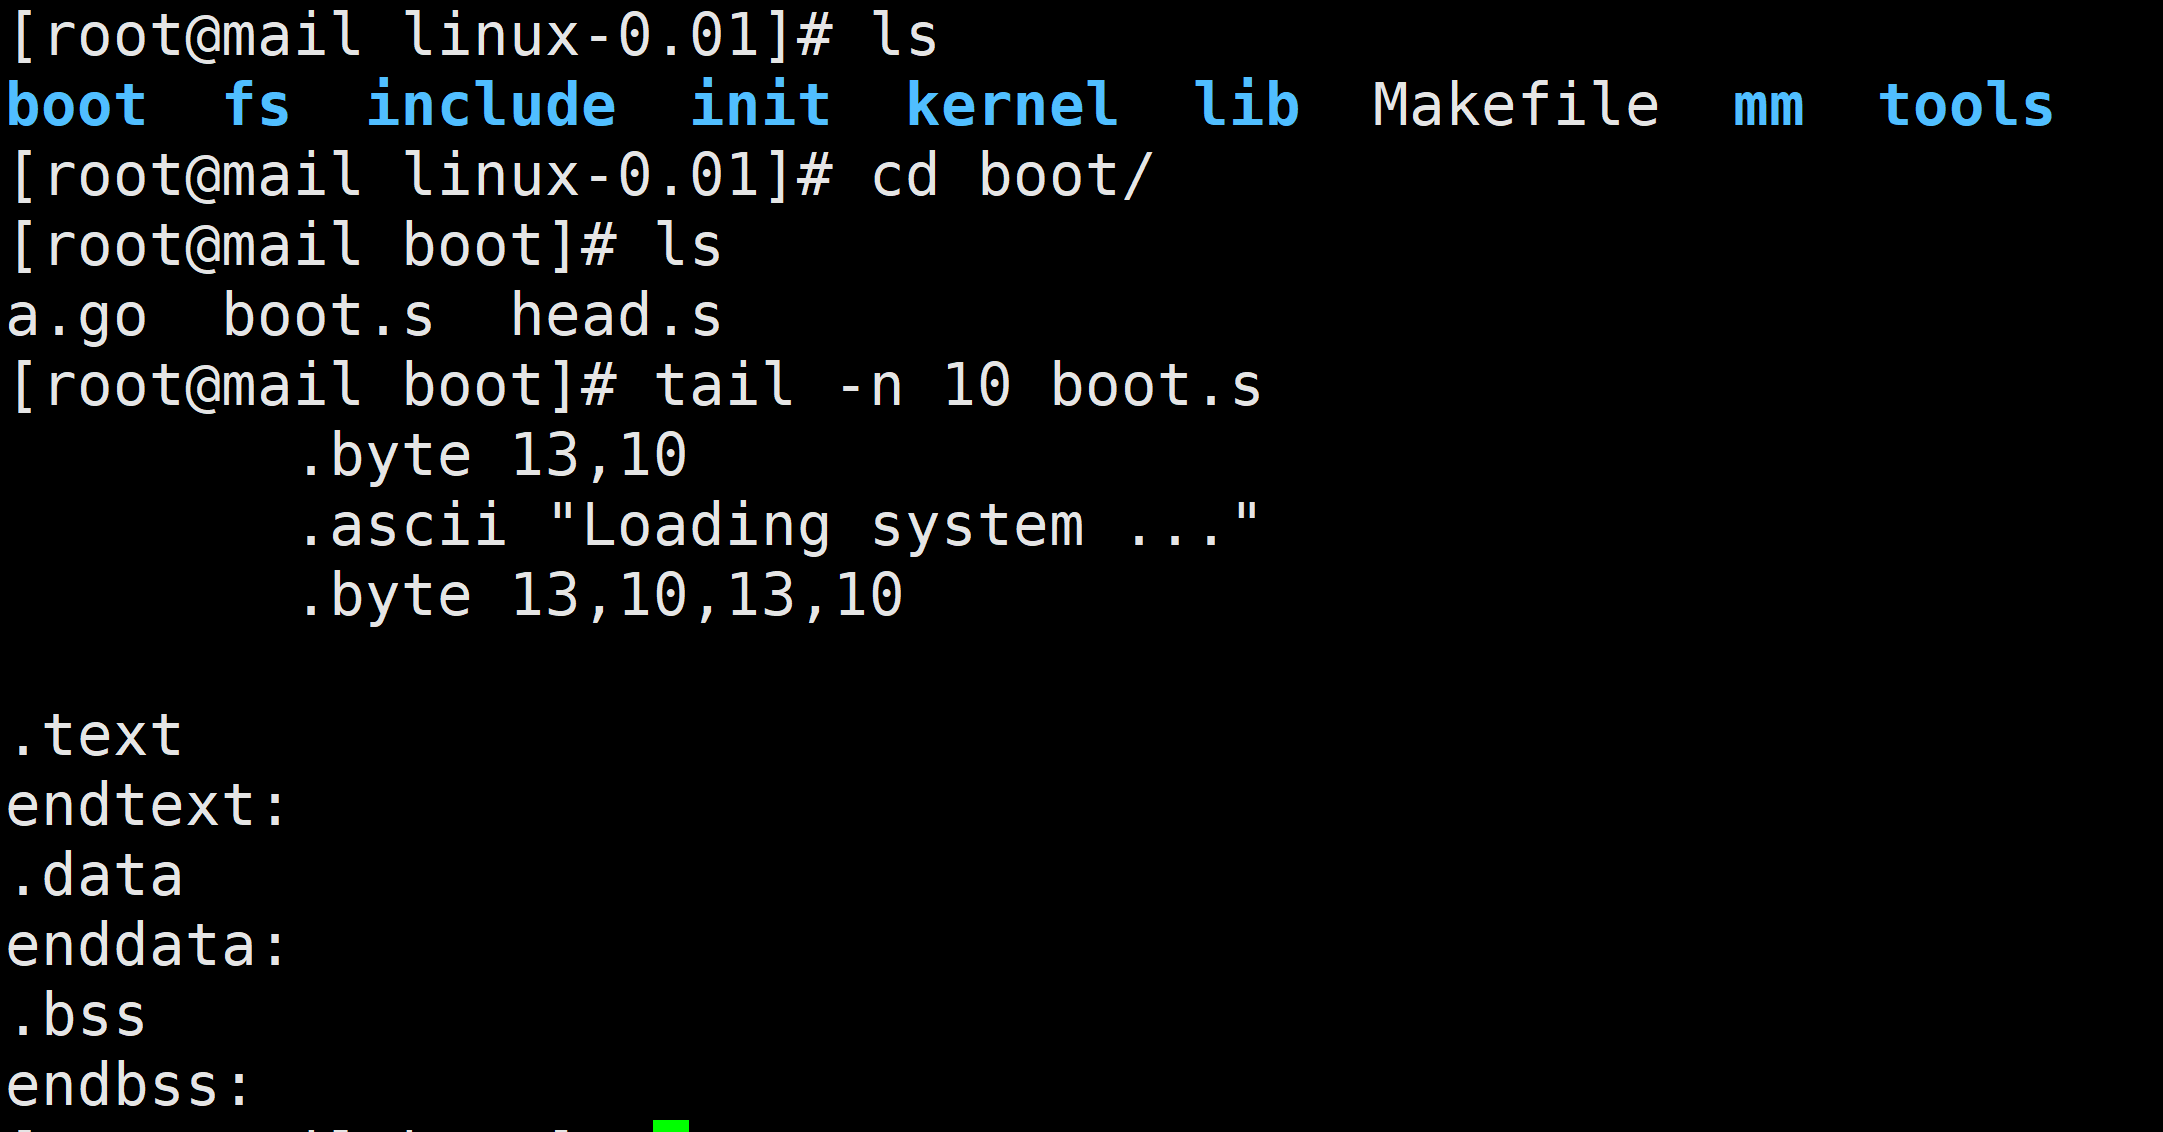 [root@mail linux-0.01]# ls
boot  fs  include  init  kernel  lib  Makefile  mm  tools
[root@mail linux-0.01]# cd boot/
[root@mail boot]# ls
a.go  boot.s  head.s
[root@mail boot]# tail -n 10 boot.s
        .byte 13,10
        .ascii "Loading system ..."
        .byte 13,10,13,10

.text
endtext:
.data
enddata:
.bss
endbss: